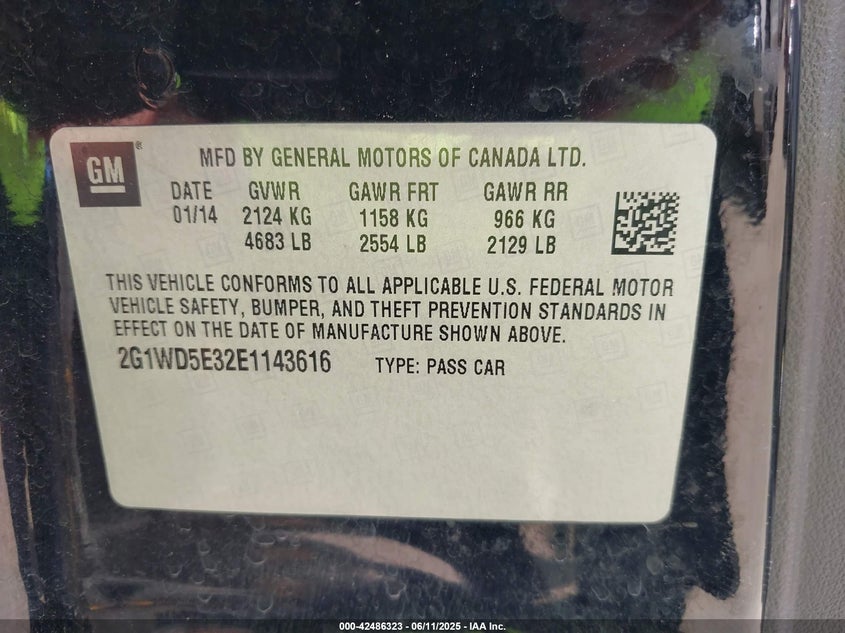 GM®
MFD BY GENERAL MOTORS OF CANADA LTD.
DATE GVWR GAWR FRT GAWR RR
01/14 2124 KG 1158 KG 966 KG
4683 LB 2554 LB 2129 LB
THIS VEHICLE CONFORMS TO ALL APPLICABLE U.S. FEDERAL MOTOR
VEHICLE SAFETY, BUMPER, AND THEFT PREVENTION STANDARDS IN
EFFECT ON THE DATE OF MANUFACTURE SHOWN ABOVE.
2G1WD5E32E1143616 TYPE: PASS CAR
000-42486323 - 06/11/2025 - IAA Inc.